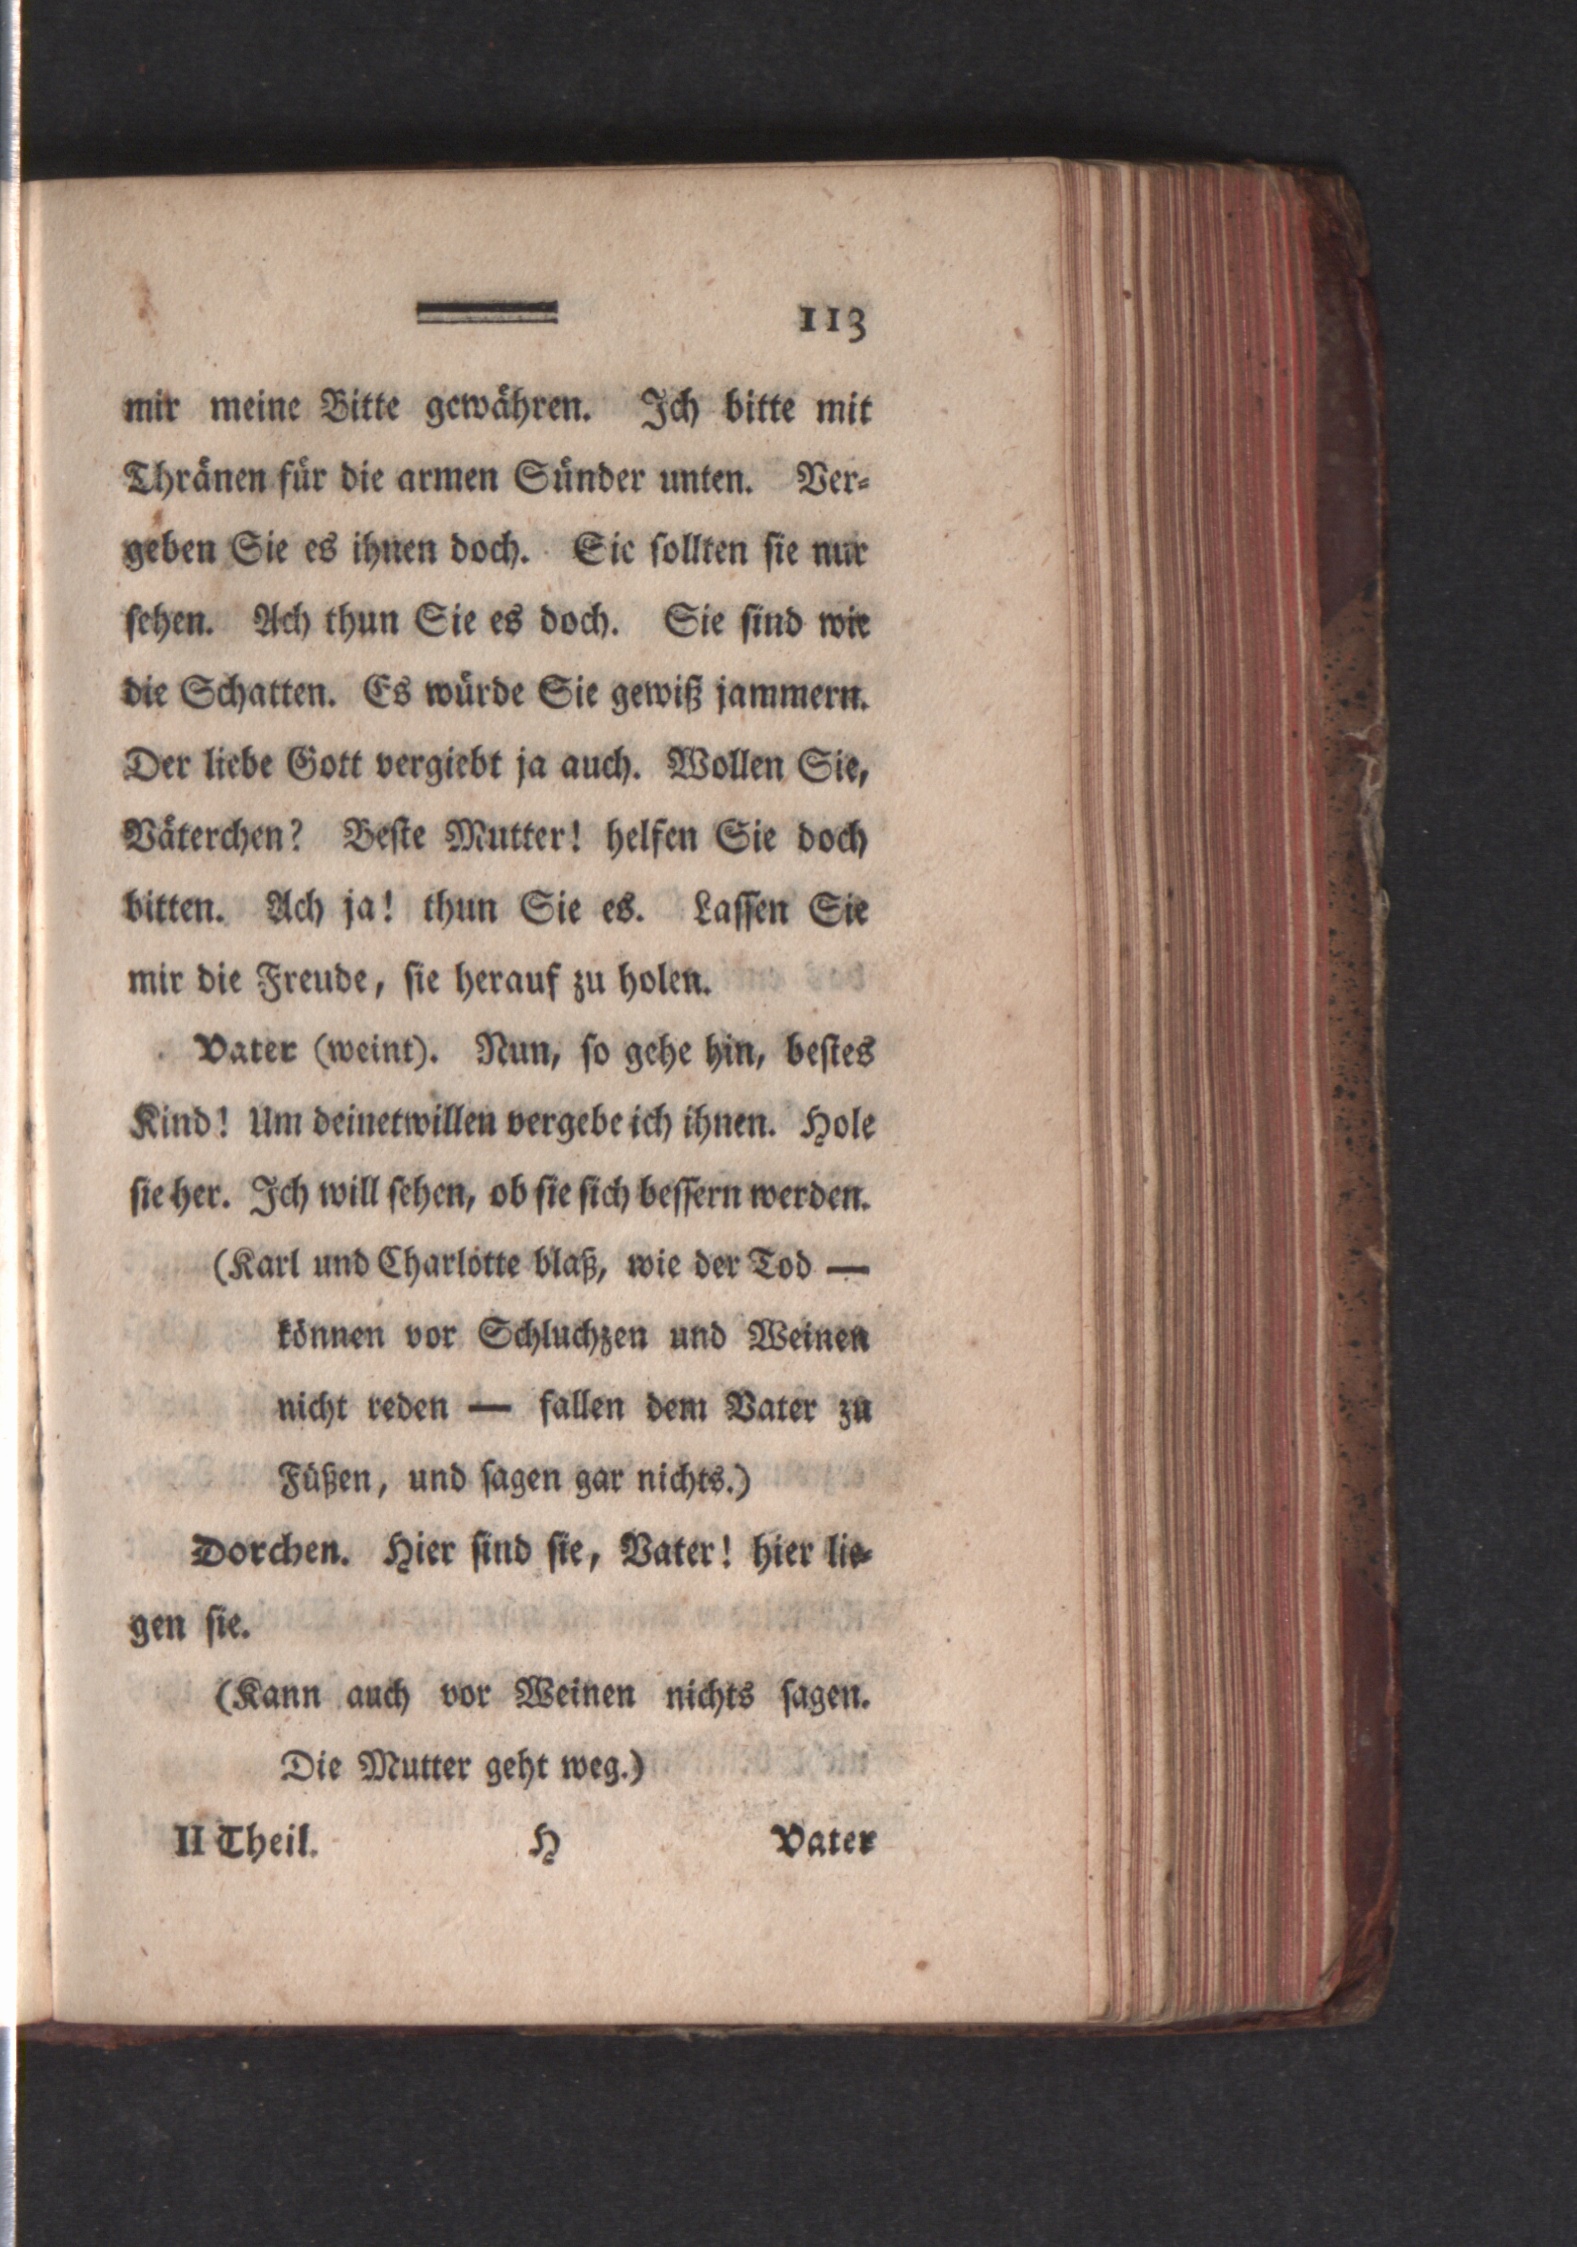 113
mir meine Bitte gewähren. Ich bitte mit
Thränen für die armen Sünder unten. Ver-
geben Sie es ihnen doch. Sie ſollten ſie nur
ſehen. Ach thun Sie es doch. Sie ſind wie
die Schatten. Es würde Sie gewiß jammern.
Der liebe Gott vergiebt ja auch. Wollen Sie,
Väterchen? Beſte Mutter! helfen Sie doch
bitten. Ach ja! thun Sie es. Laſſen Sie
mir die Freude, ſie herauf zu holen.
Vater (weint). Nun, ſo gehe hin, beſtes
Kind! Um deinetwillen vergebe ich ihnen. Hole
ſie her. Ich will ſehen, ob ſie ſich beſſern werden.
(Karl und Charlotte blaß, wie der Tod —
können vor Schluchzen und Weinen
nicht reden — fallen dem Vater zu
Füßen, und ſagen gar nichts.)
Dorchen. Hier ſind ſie, Vater! hier lie-
gen ſie.
(Kann auch vor Weinen nichts ſagen.
Die Mutter geht weg.)
II Theil. H Vater